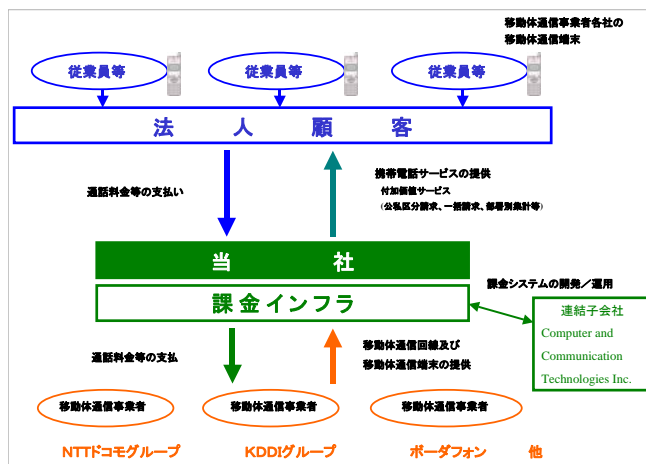 移動体通信事業者各社の
移動体通信端末
従業員等
従業員等
従業員等
法人顧客
通話料金等の支払い
携帯電話サービスの提供
付加価値サービス
(公私区分請求、一括請求、部署別集計等)
当社
課金インフラ
課金システムの開発／運用
連結子会社
Computer and
Communication
Technologies Inc.
通話料金等の支払
移動体通信回線及び
移動体通信端末の提供
移動体通信事業者
移動体通信事業者
移動体通信事業者
NTTドコモグループ
KDDIグループ
ボーダフォン
他